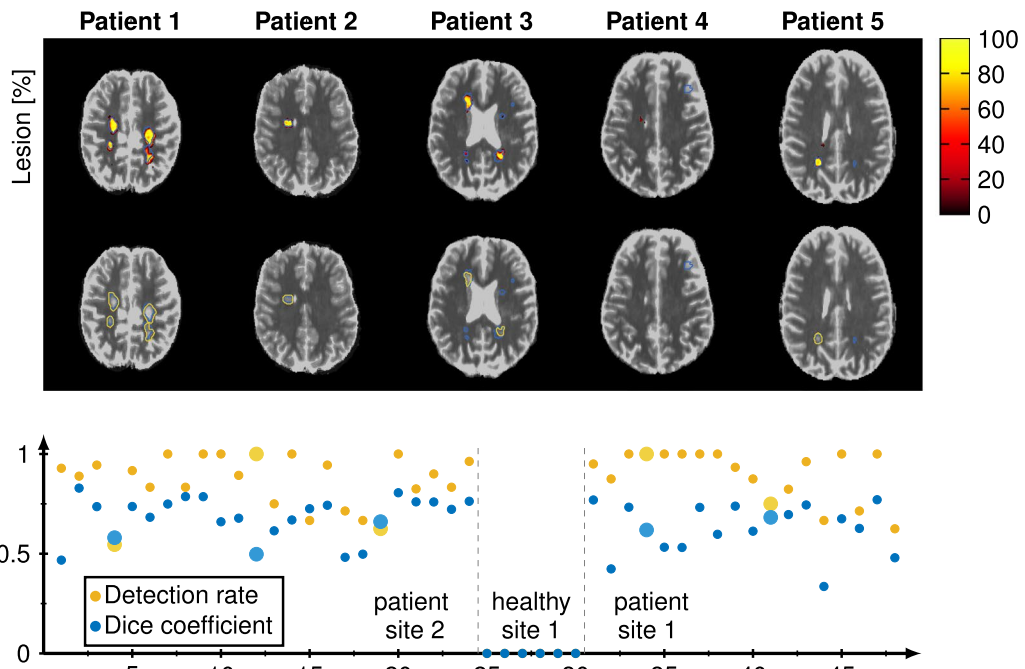 Patient 1 Patient 2 Patient 3 Patient 4 Patient 5
Lesion [%]
100
80
60
40
20
0
1
0.5
0
Detection rate
Dice coefficient
patient
site 2
healthy
site 1
patient
site 1